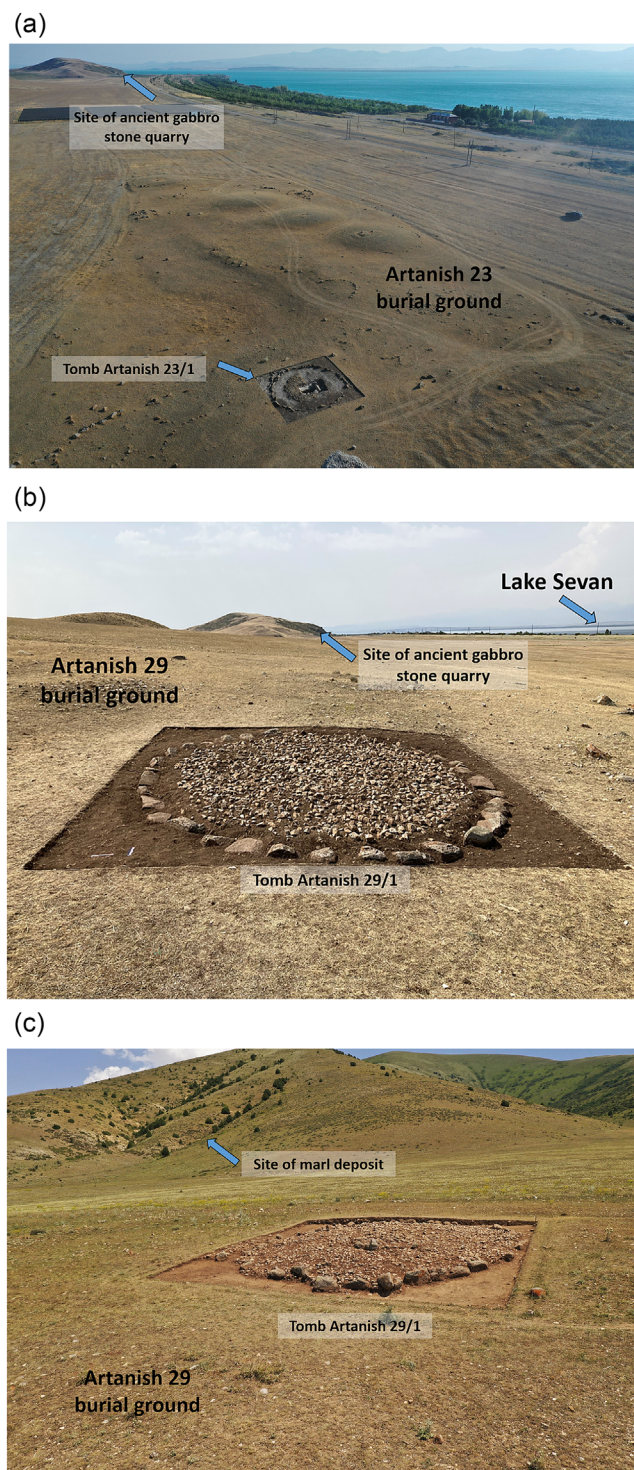 (a)
Site of ancient gabbro
stone quarry
Artanish 23
burial ground
Tomb Artanish 23/1
(b)
Lake Sevan
Site of ancient gabbro
stone quarry
Artanish 29
burial ground
Tomb Artanish 29/1
(c)
Site of marl deposit
Tomb Artanish 29/1
Artanish 29
burial ground